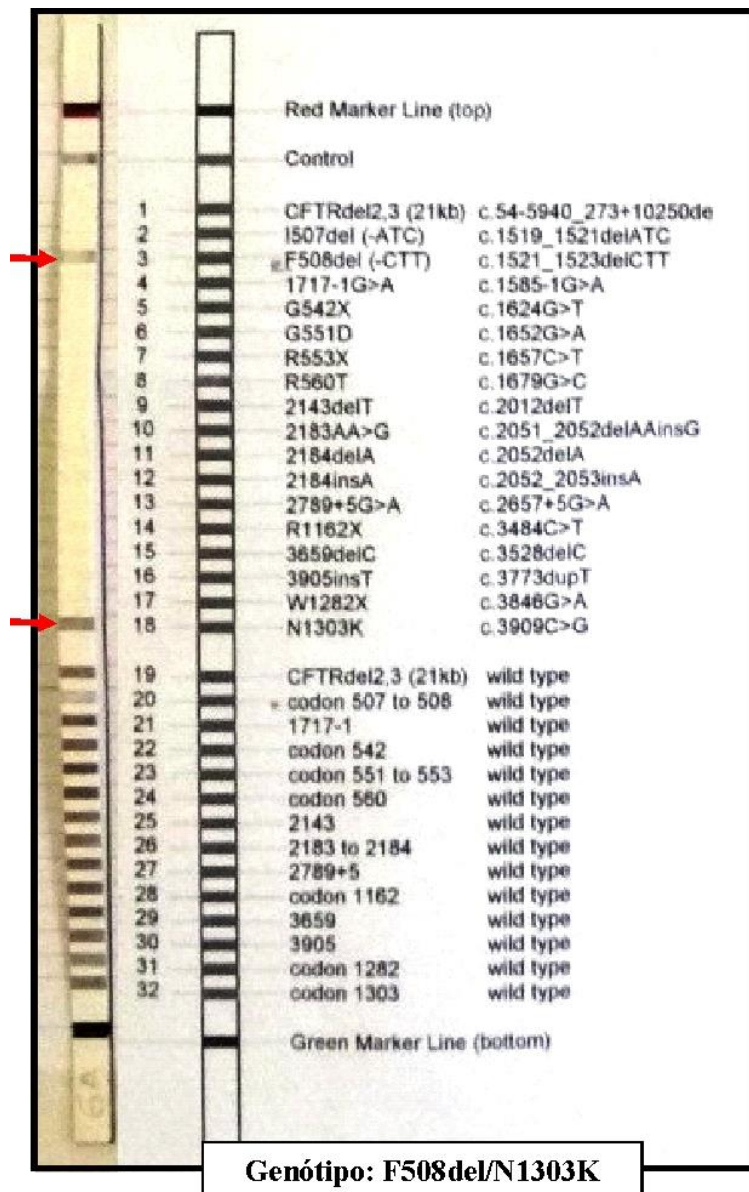 Red Marker Line (top)
Control
1 CFTRdel2,3 (21kb) c.54-5940_273+10250de
2 I507del (-ATC) c.1519_1521delATC
3 F508del (-CTT) c.1521_1523delCTT
4 1717-1G>A c.1585-1G>A
5 G542X c.1624G>T
6 G551D c.1652G>A
7 R553X c.1657C>T
8 R560T c.1679G>C
9 2143delT c.2012delT
10 2183AA>G c.2051_2052delAAinsG
11 2184delA c.2052delA
12 2184insA c.2052_2053insA
13 2789+5G>A c.2657+5G>A
14 R1162X c.3484C>T
15 3659delC c.3528delC
16 3905insT c.3773dupT
17 W1282X c.3846G>A
18 N1303K c.3909C>G
19 CFTRdel2,3 (21kb) wild type
20 codon 507 to 508 wild type
21 1717-1 wild type
22 codon 542 wild type
23 codon 551 to 553 wild type
24 codon 560 wild type
25 2143 wild type
26 2183 to 2184 wild type
27 2789+5 wild type
28 codon 1162 wild type
29 3659 wild type
30 3905 wild type
31 codon 1282 wild type
32 codon 1303 wild type
Green Marker Line (bottom)
Genótipo: F508del/N1303K